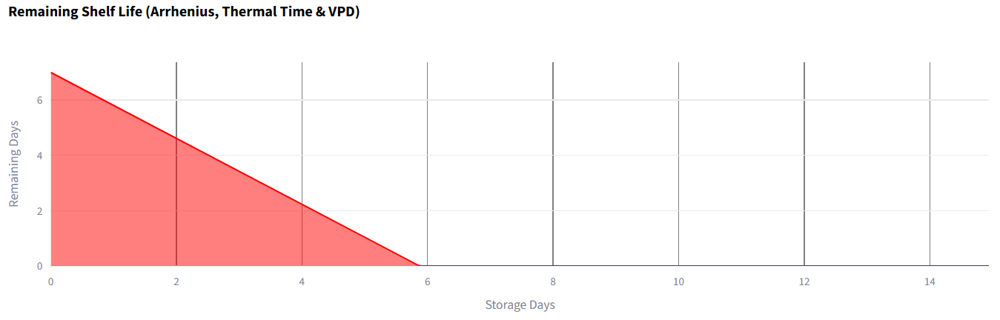 Remaining Shelf Life (Arrhenius, Thermal Time & VPD)
Remaining Days
6
4
2
0
0 2 4 6 8 10 12 14
Storage Days